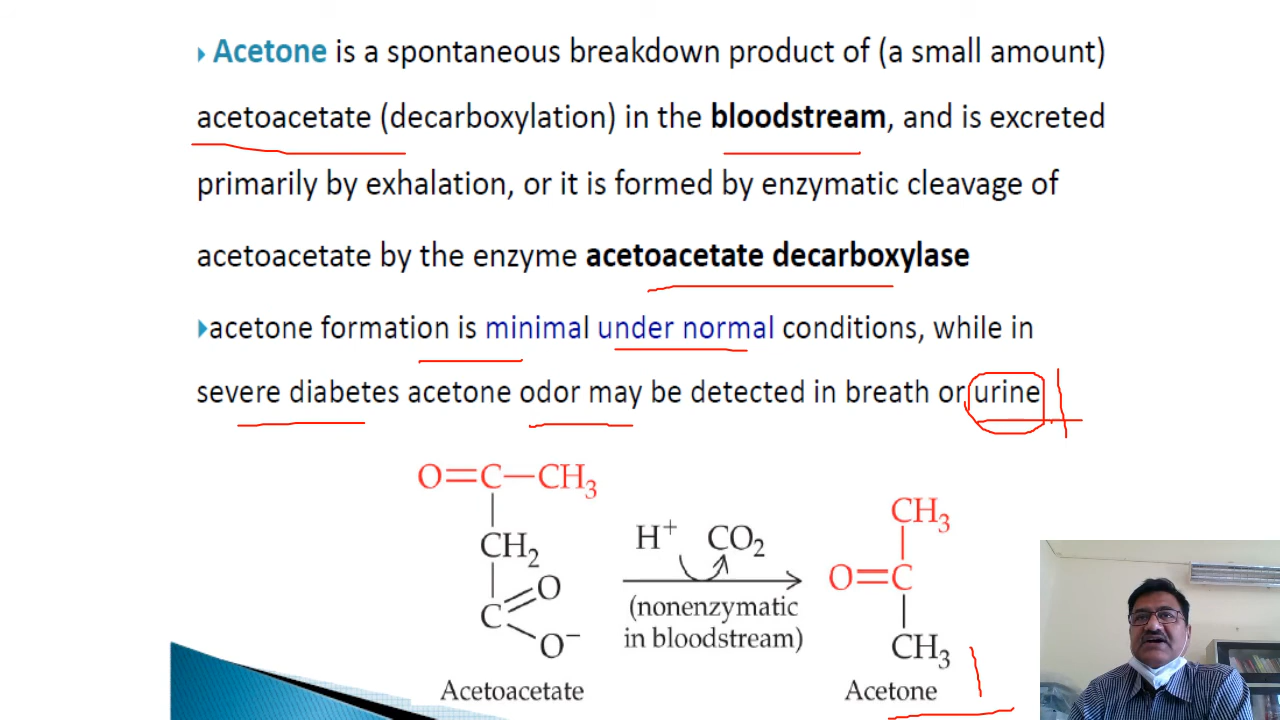 Acetone is a spontaneous breakdown product of (a small amount)
acetoacetate (decarboxylation) in the bloodstream, and is excreted
primarily by exhalation, or it is formed by enzymatic cleavage of
acetoacetate by the enzyme acetoacetate decarboxylase
acetone formation is minimal under normal conditions, while in
severe diabetes acetone odor may be detected in breath or urine
O=C—CH₃
CH₂
C
O
O⁻
Acetoacetate
H⁺ CO₂
(nonenzymatic
in bloodstream)
CH₃
O=C
CH₃
Acetone